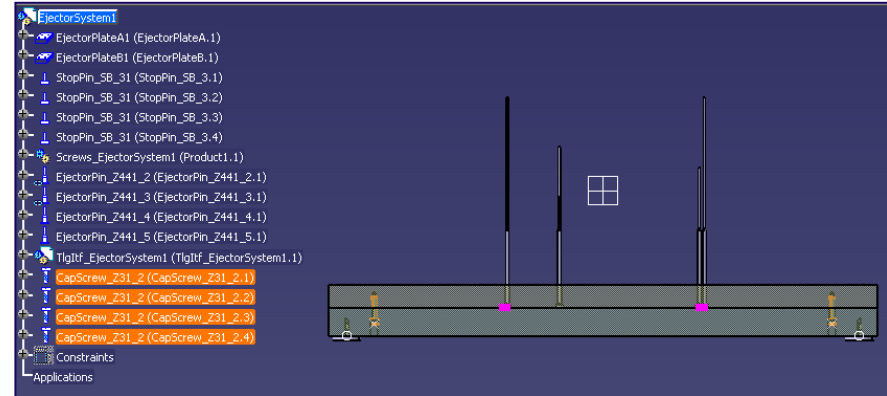 EjectorSystem1
EjectorPlateA1 (EjectorPlateA.1)
EjectorPlateB1 (EjectorPlateB.1)
StopPin_SB_31 (StopPin_SB_3.1)
StopPin_SB_31 (StopPin_SB_3.2)
StopPin_SB_31 (StopPin_SB_3.3)
StopPin_SB_31 (StopPin_SB_3.4)
Screws_EjectorSystem1 (Product1.1)
EjectorPin_Z441_2 (EjectorPin_Z441_2.1)
EjectorPin_Z441_3 (EjectorPin_Z441_3.1)
EjectorPin_Z441_4 (EjectorPin_Z441_4.1)
EjectorPin_Z441_5 (EjectorPin_Z441_5.1)
TlgItf_EjectorSystem1 (TlgItf_EjectorSystem1.1)
CapScrew_Z31_2 (CapScrew_Z31_2.1)
CapScrew_Z31_2 (CapScrew_Z31_2.2)
CapScrew_Z31_2 (CapScrew_Z31_2.3)
CapScrew_Z31_2 (CapScrew_Z31_2.4)
Constraints
Applications